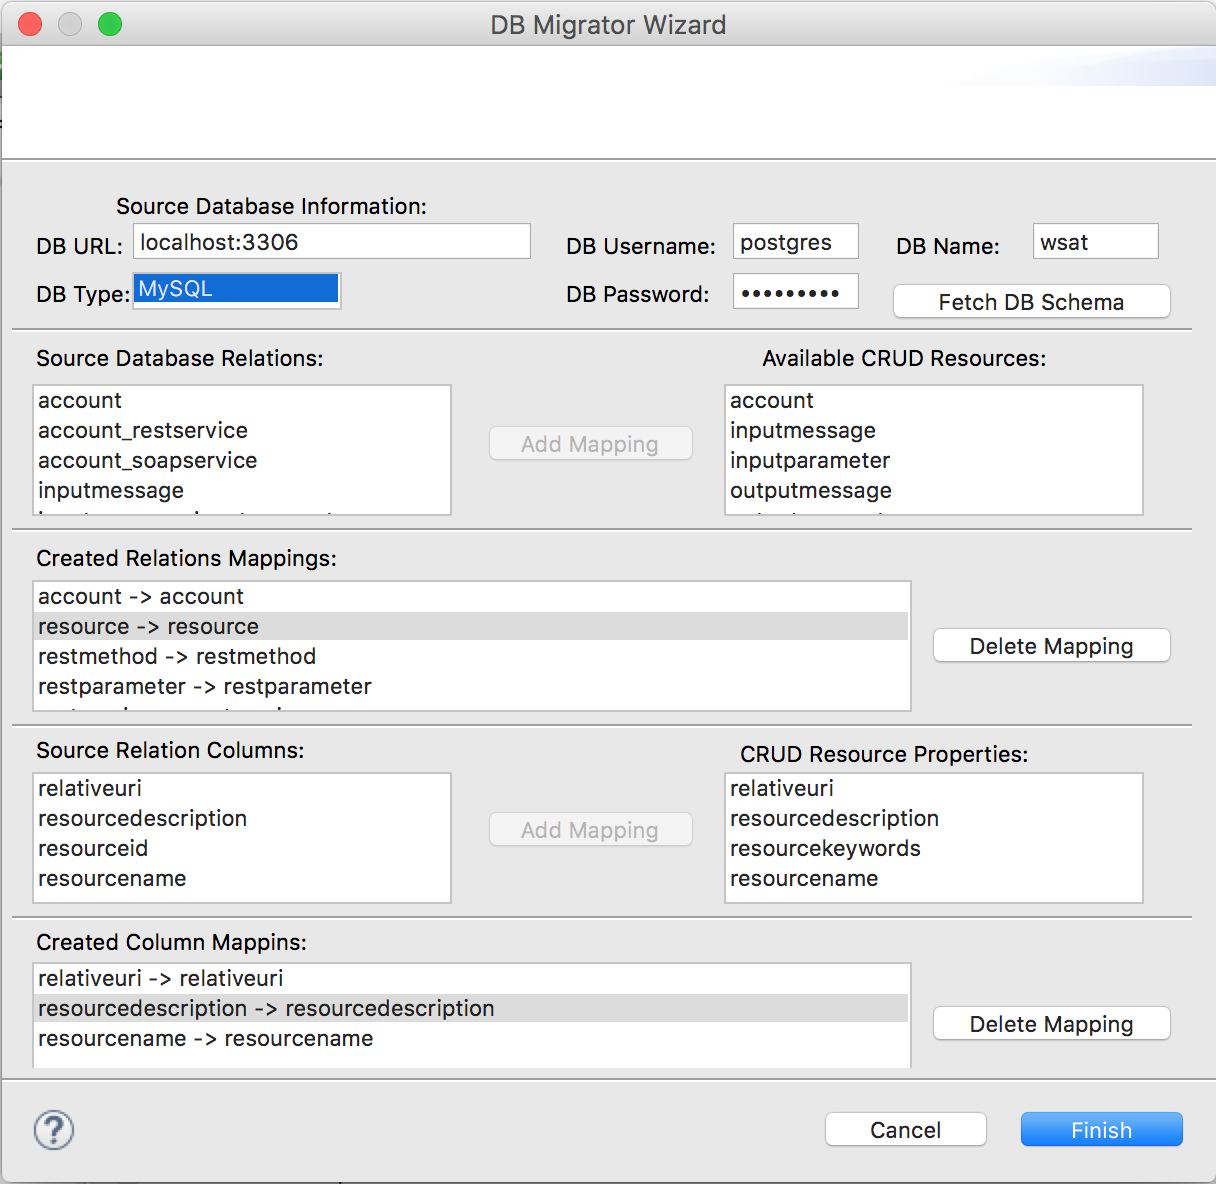 DB Migrator Wizard
Source Database Information:
DB URL: localhost:3306 DB Username: postgres DB Name: wsat
DB Type: MySQL DB Password: ••••••••• Fetch DB Schema
Source Database Relations: Available CRUD Resources:
account
account_restservice
account_soapservice
inputmessage
Add Mapping
account
inputmessage
inputparameter
outputmessage
Created Relations Mappings:
account -> account
resource -> resource
restmethod -> restmethod
restparameter -> restparameter
Delete Mapping
Source Relation Columns: CRUD Resource Properties:
relativeuri
resourcedescription
resourceid
resourcename
Add Mapping
relativeuri
resourcedescription
resourcekeywords
resourcename
Created Column Mappins:
relativeuri -> relativeuri
resourcedescription -> resourcedescription
resourcename -> resourcename
Delete Mapping
? Cancel Finish